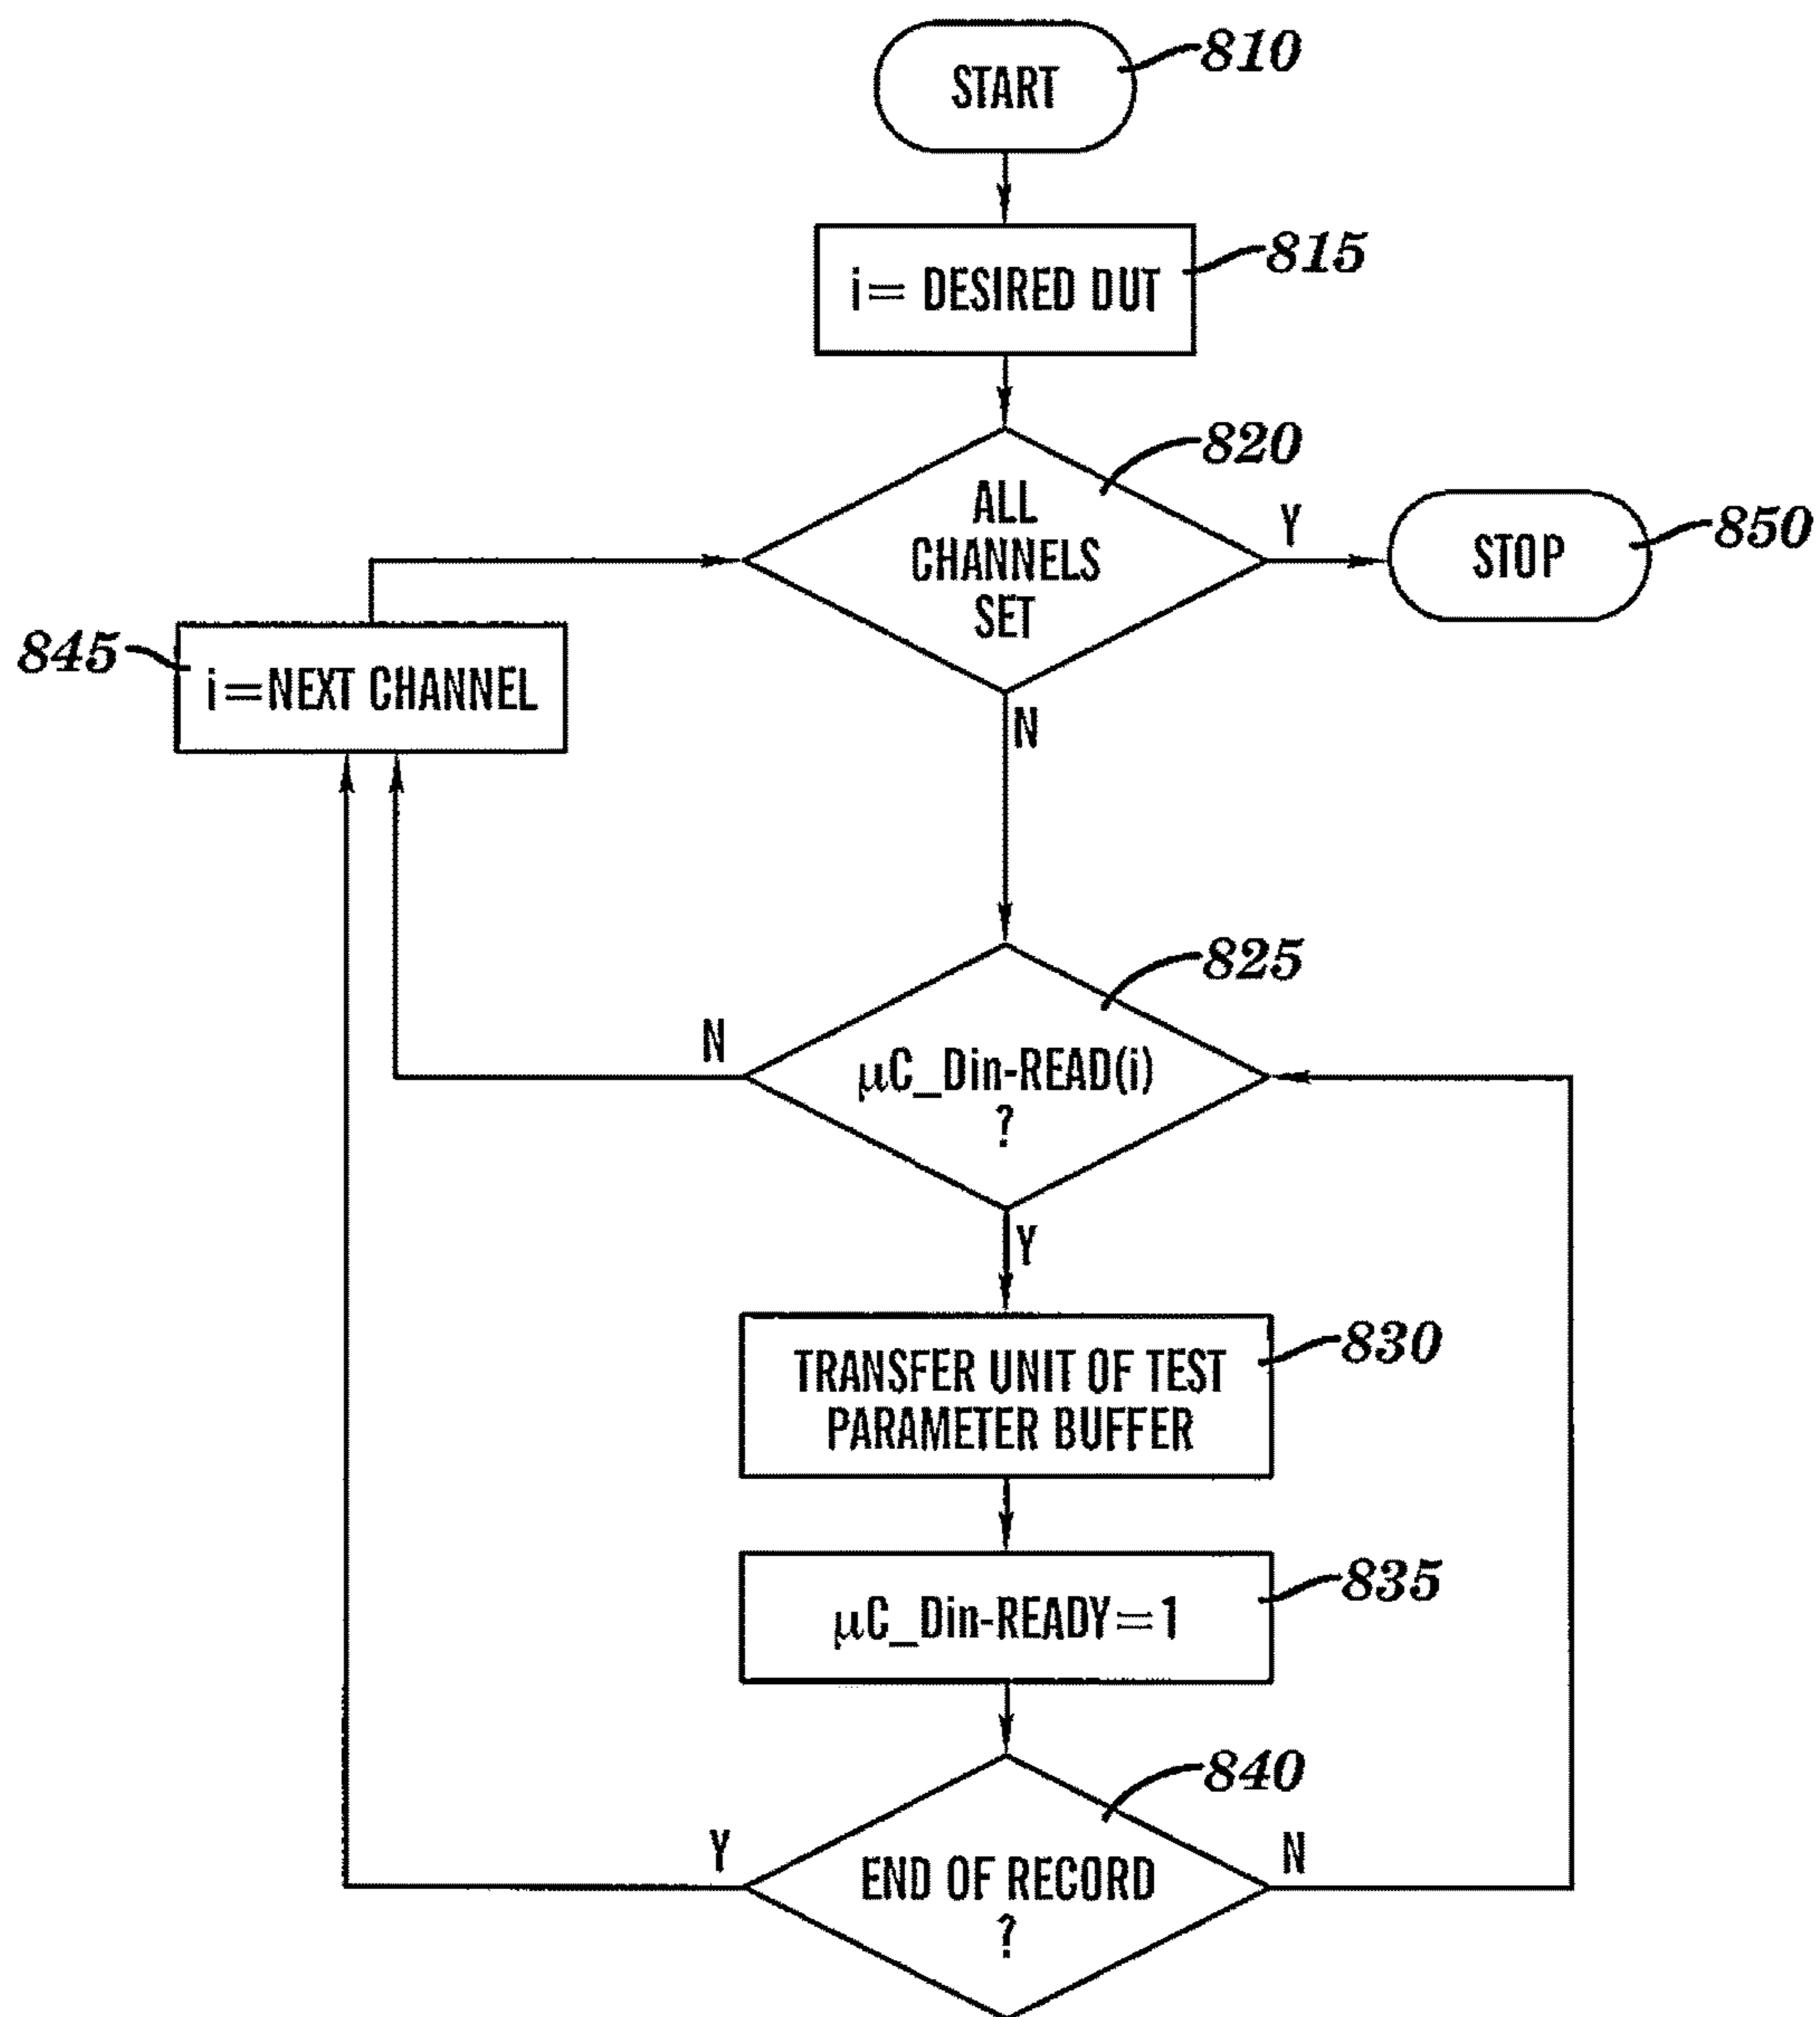 START
810
i= DESIRED DUT
815
ALL
CHANNELS
SET
820
Y
STOP
850
845
i=NEXT CHANNEL
N
825
N
μC_Din-READ(i)
?
Y
TRANSFER UNIT OF TEST
PARAMETER BUFFER
830
μC_Din-READY=1
835
840
Y
END OF RECORD
?
N